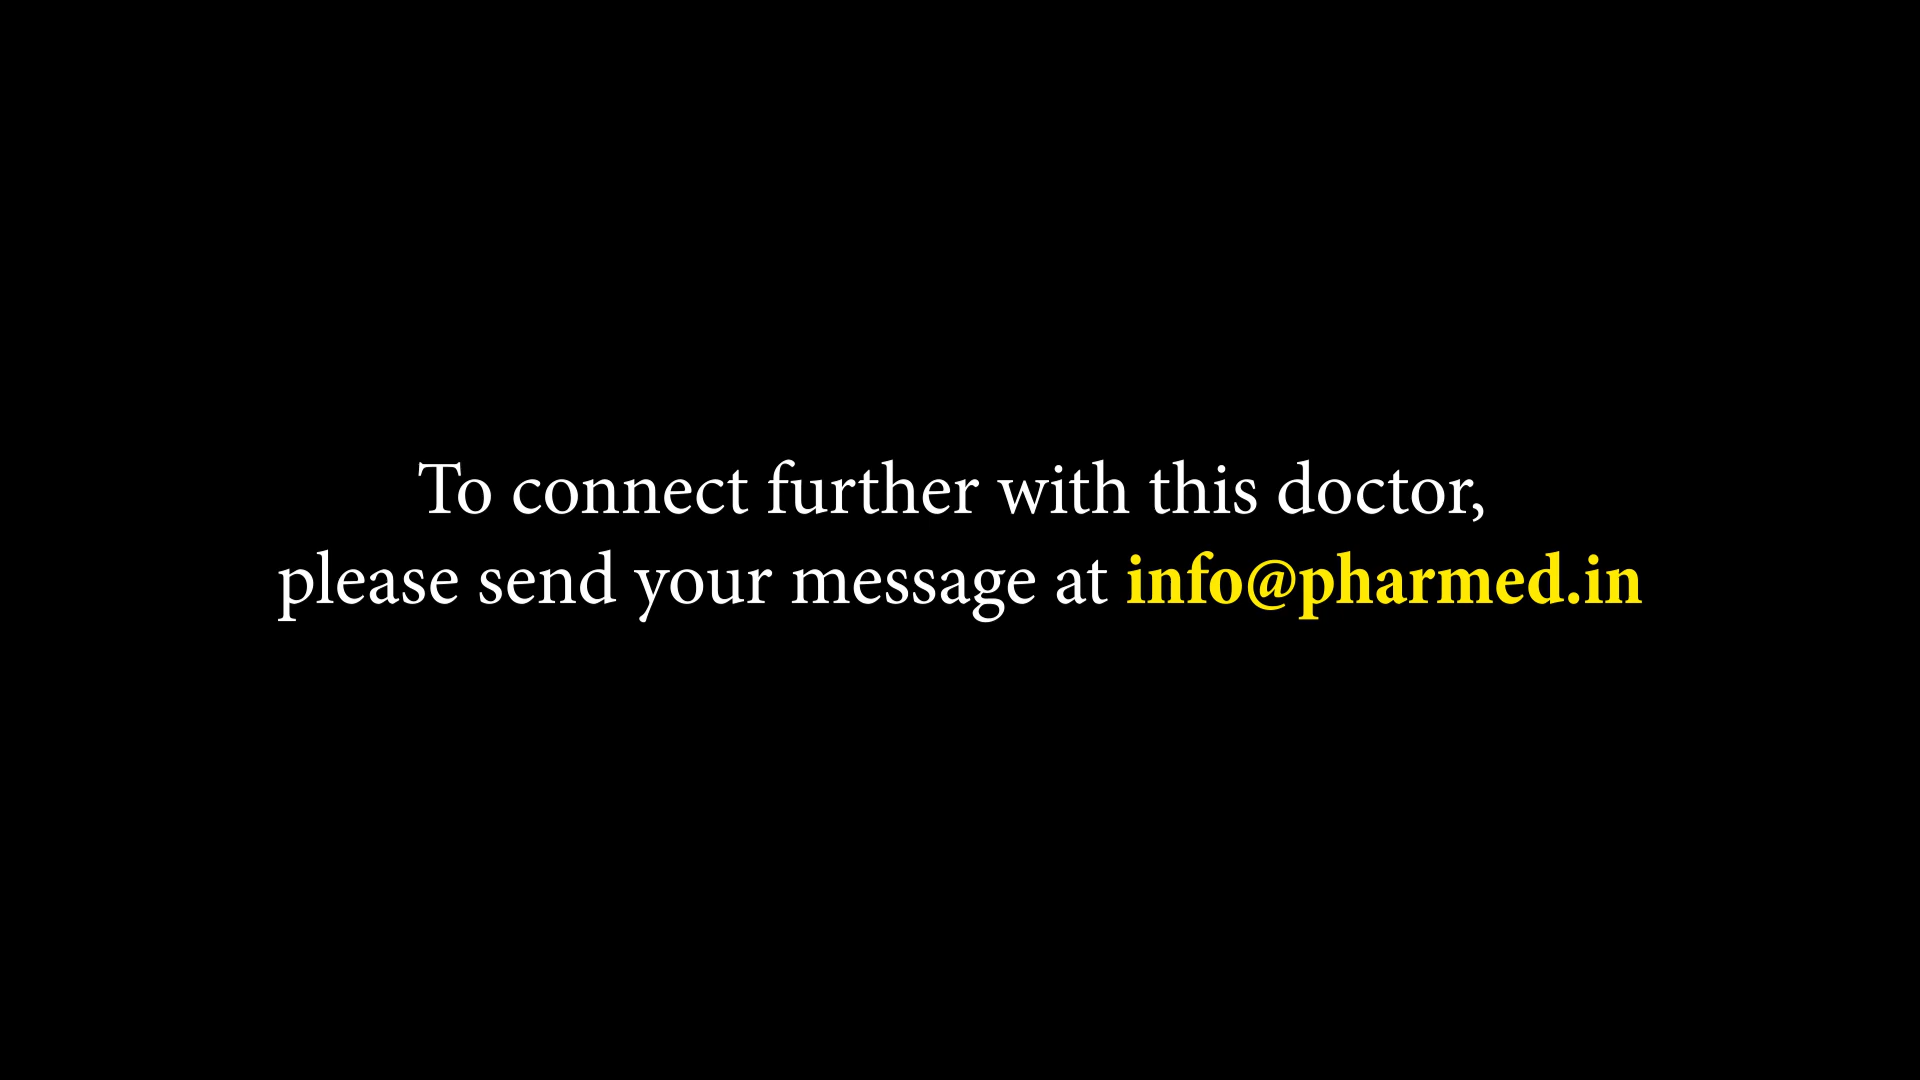 To connect further with this doctor,
please send your message at info@pharmed.in